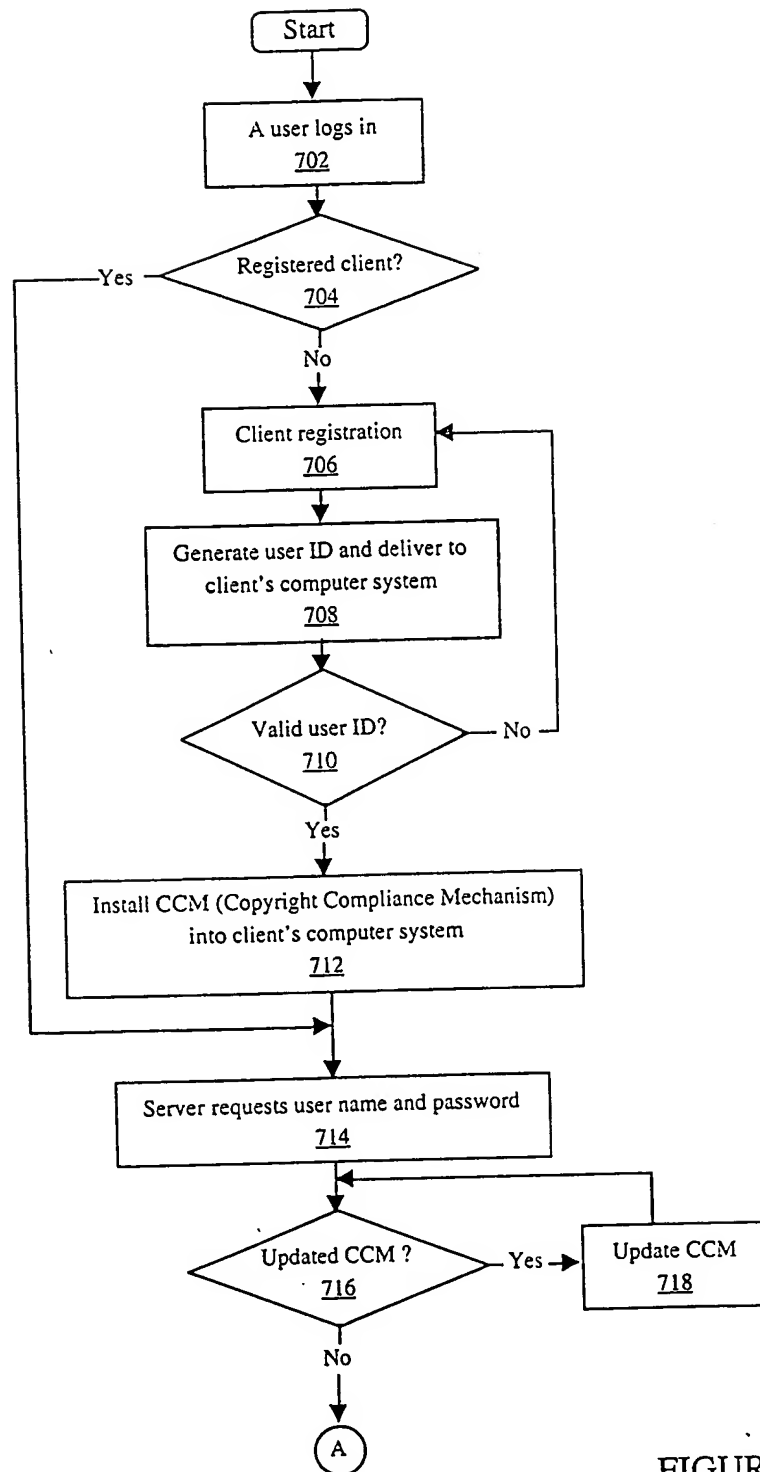 Start
A user logs in
702
Registered client?
704
Yes
No
Client registration
706
Generate user ID and deliver to
client's computer system
708
Valid user ID?
710
No
Yes
Install CCM (Copyright Compliance Mechanism)
into client's computer system
712
Server requests user name and password
714
Updated CCM ?
716
Yes
Update CCM
718
No
A